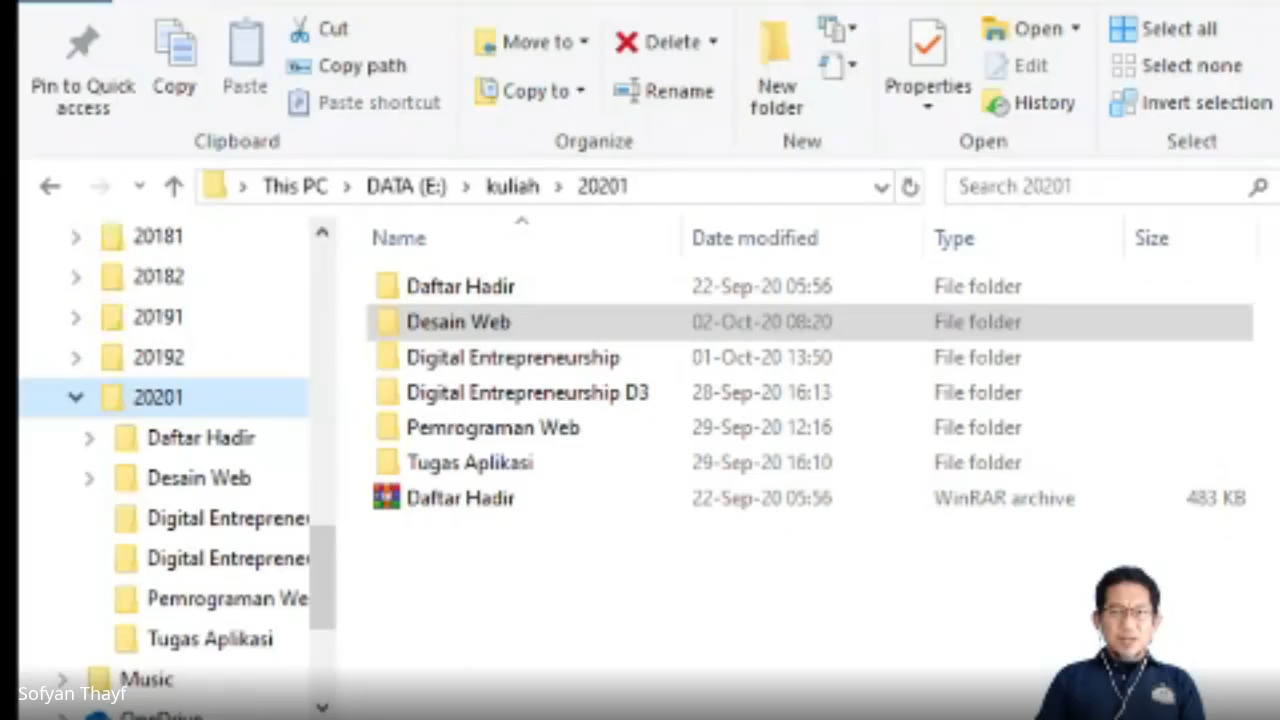 Pin to Quick access
Copy
Paste
Cut
Copy path
Paste shortcut
Clipboard
Move to
Copy to
Delete
Rename
Organize
New folder
New
Properties
Open
Edit
History
Open
Select all
Select none
Invert selection
Select
This PC > DATA (E:) > kuliah > 20201
Search 20201
20181
20182
20191
20192
20201
Daftar Hadir
Desain Web
Digital Entreprene
Digital Entreprene
Pemrograman We
Tugas Aplikasi
Music
OneDrive
Name Date modified Type Size
Daftar Hadir 22-Sep-20 05:56 File folder
Desain Web 02-Oct-20 08:20 File folder
Digital Entrepreneurship 01-Oct-20 13:50 File folder
Digital Entrepreneurship D3 28-Sep-20 16:13 File folder
Pemrograman Web 29-Sep-20 12:16 File folder
Tugas Aplikasi 29-Sep-20 16:10 File folder
Daftar Hadir 22-Sep-20 05:56 WinRAR archive 483 KB
Sofyan Thayf